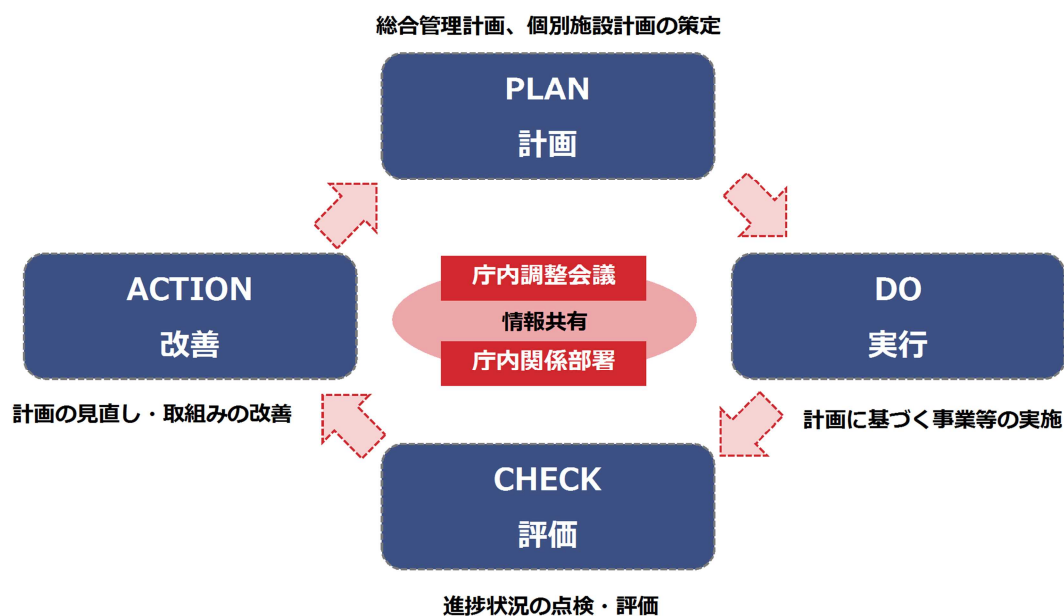 総合管理計画、個別施設計画の策定
PLAN
計画
ACTION
改善
計画の見直し・取組みの改善
庁内調整会議
情報共有
庁内関係部署
DO
実行
計画に基づく事業等の実施
CHECK
評価
進捗状況の点検・評価